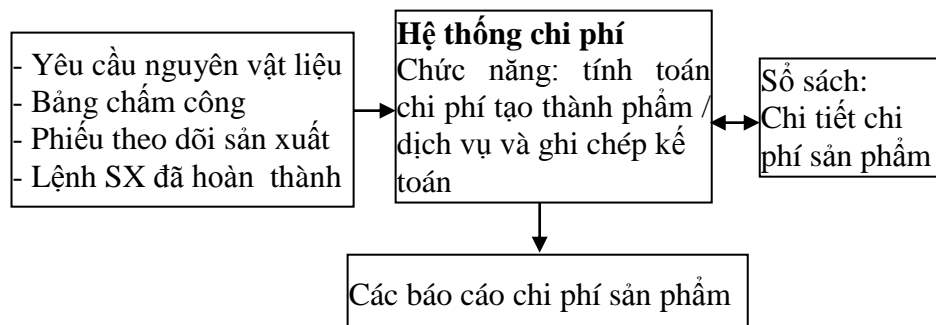 - Yêu cầu nguyên vật liệu
- Bảng chấm công
- Phiếu theo dõi sản xuất
- Lệnh SX đã hoàn thành
Hệ thống chi phí
Chức năng: tính toán
chi phí tạo thành phẩm /
dịch vụ và ghi chép kế
toán
Sổ sách:
Chi tiết chi
phí sản phẩm
Các báo cáo chi phí sản phẩm